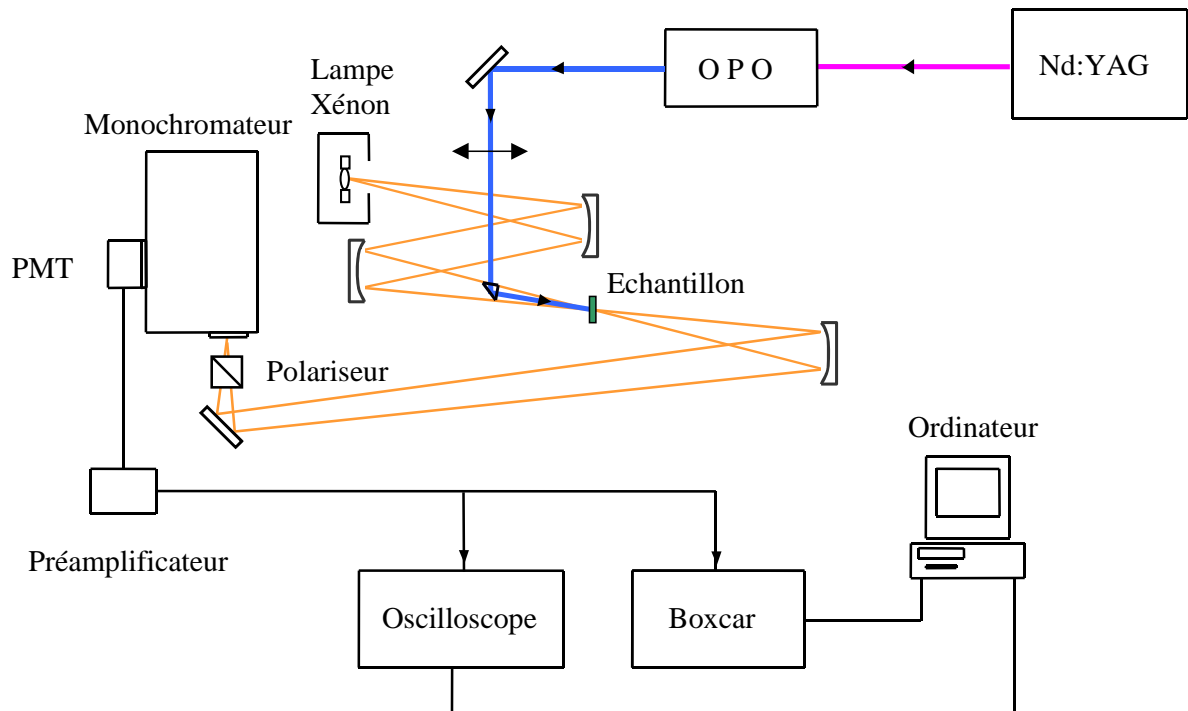 O P O
Nd:YAG
Lampe
Xénon
Monochromateur
PMT
Echantillon
Polariseur
Ordinateur
Préamplificateur
Oscilloscope
Boxcar